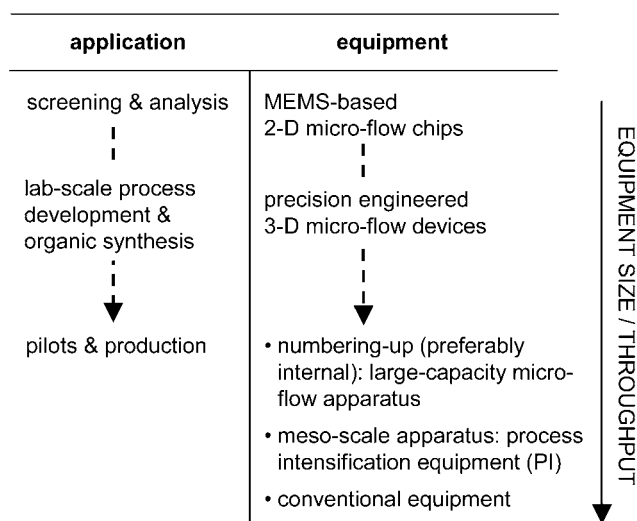 application
equipment
screening & analysis
MEMS-based
2-D micro-flow chips
lab-scale process
development &
organic synthesis
precision engineered
3-D micro-flow devices
pilots & production
• numbering-up (preferably
internal): large-capacity micro-
flow apparatus
• meso-scale apparatus: process
intensification equipment (PI)
• conventional equipment
EQUIPMENT SIZE / THROUGHPUT